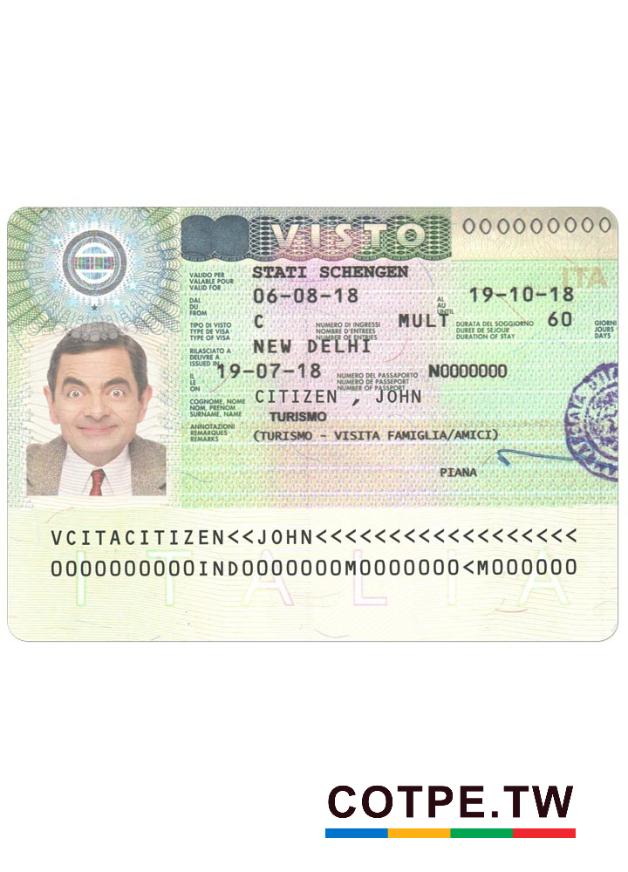 VISTO
000000000
VALIDO PER STATI SCHENGEN
VALABLE POUR
VALID FOR
ITA
DAL 06-08-18 AL 19-10-18
DU AU
FROM UNTIL
TIPO DI VISTO C NUMERO DI INGRESSI MULT DURATA DEL SOGGIORNO 60 GIORNI
TYPE DE VISA NOMBRE D'ENTREES DUREE DE SEJOUR JOURS
TYPE OF VISA NUMBER OF ENTRIES DURATION OF STAY DAYS
RILASCIATO A NEW DELHI
DELIVRE A
ISSUED IN
IL 19-07-18 NUMERO DEL PASSAPORTO N0000000
LE NUMERO DE PASSEPORT
ON NUMBER OF PASSPORT
COGNOME, NOME CITIZEN , JOHN
NOM, PRENOM
SURNAME, NAME TURISMO
ANNOTAZIONI (TURISMO - VISITA FAMIGLIA/AMICI)
REMARQUES
REMARKS
PIANA
VCITACITIZEN<<JOHN<<<<<<<<<<<<<<<<<<
0000000000IND0000000M0000000<M000000
ITALIA
COTPE.TW